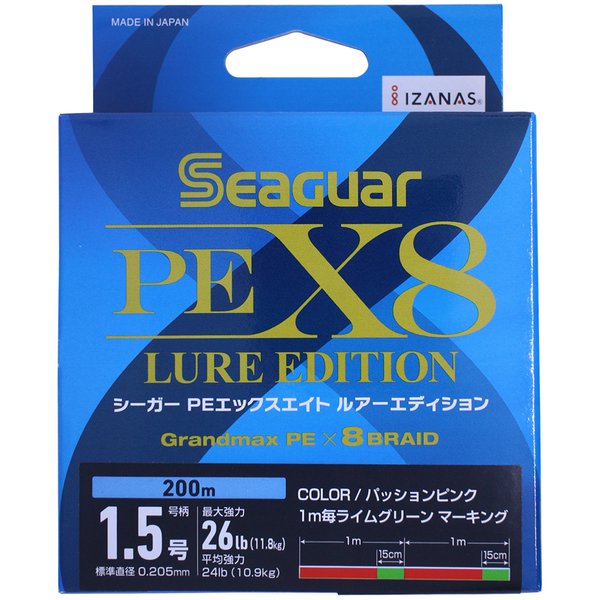 MADE IN JAPAN
IZANAS®
Seaguar
PE X8
LURE EDITION
シーガー PEエックスエイト ルアーエディション
Grandmax PE×8BRAID
200m
号柄
1.5号
標準直径 0.205mm
最大強力
26lb(11.8kg)
平均強力
24lb(10.9kg)
COLOR/パッションピンク
1m毎ライムグリーン マーキング
1m 1m
15cm 15cm